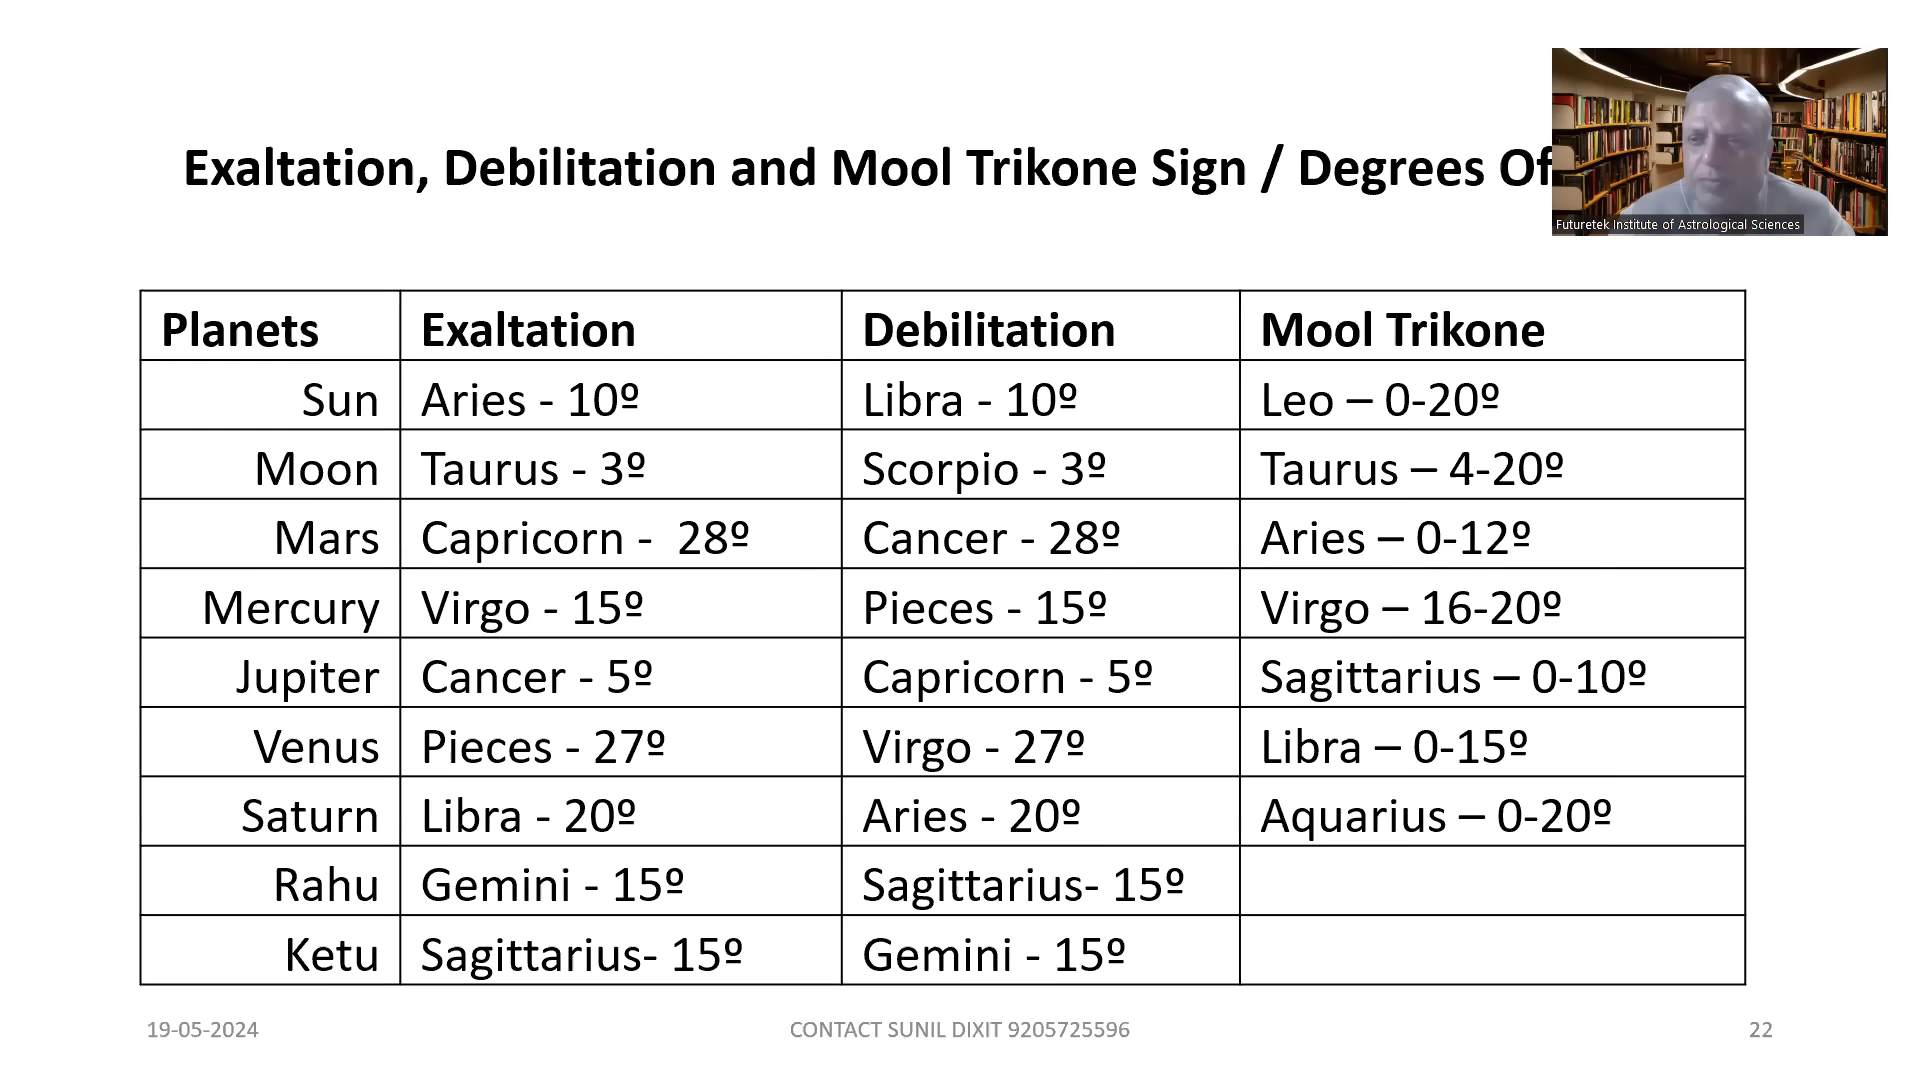 Exaltation, Debilitation and Mool Trikone Sign / Degrees Of
Futuretek Institute of Astrological Sciences
Planets Exaltation Debilitation Mool Trikone
Sun Aries - 10º Libra - 10º Leo – 0-20º
Moon Taurus - 3º Scorpio - 3º Taurus – 4-20º
Mars Capricorn -  28º Cancer - 28º Aries – 0-12º
Mercury Virgo - 15º Pieces - 15º Virgo – 16-20º
Jupiter Cancer - 5º Capricorn - 5º Sagittarius – 0-10º
Venus Pieces - 27º Virgo - 27º Libra – 0-15º
Saturn Libra - 20º Aries - 20º Aquarius – 0-20º
Rahu Gemini - 15º Sagittarius- 15º
Ketu Sagittarius- 15º Gemini - 15º
19-05-2024 CONTACT SUNIL DIXIT 9205725596 22